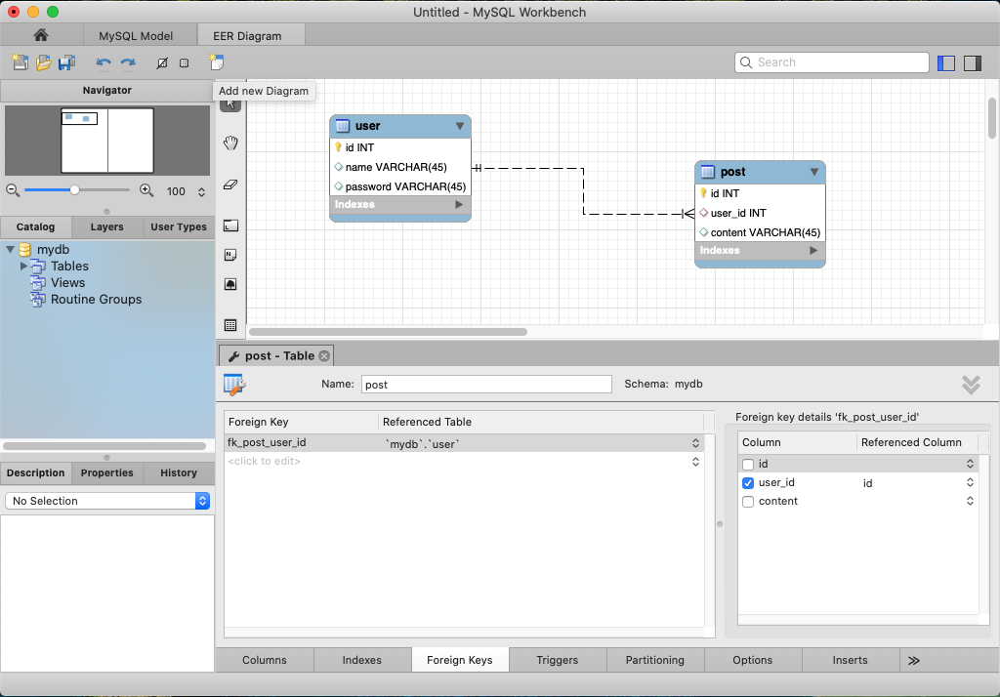 Untitled - MySQL Workbench
MySQL Model
EER Diagram
Search
Navigator
Add new Diagram
100
Catalog
Layers
User Types
mydb
Tables
Views
Routine Groups
user
id INT
name VARCHAR(45)
password VARCHAR(45)
Indexes
post
id INT
user_id INT
content VARCHAR(45)
Indexes
Description
Properties
History
No Selection
post - Table
Name: post Schema: mydb
Foreign Key Referenced Table
fk_post_user_id `mydb`.`user`
<click to edit>
Foreign key details 'fk_post_user_id'
Column Referenced Column
id
user_id id
content
Columns
Indexes
Foreign Keys
Triggers
Partitioning
Options
Inserts